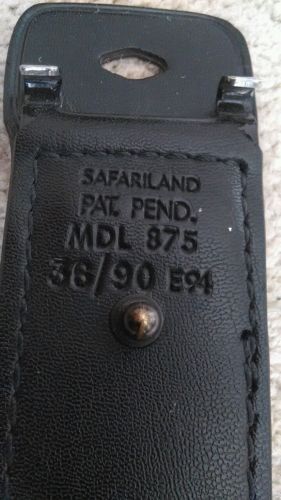 SAFARILAND
PAT. PEND.
MDL 875
36/90 E94